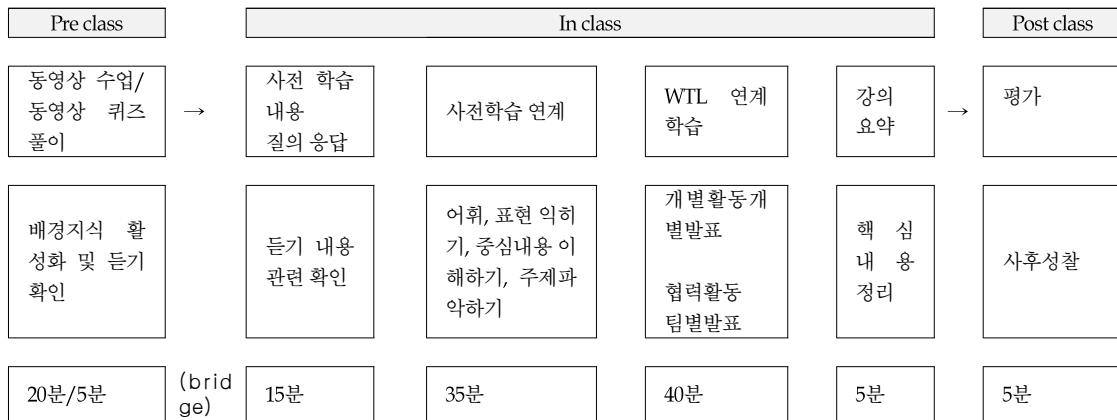 Pre class
In class
Post class
동영상 수업/
동영상 퀴즈
풀이
→
사전 학습
내용
질의 응답
사전학습 연계
WTL 연계
학습
강의
요약
→
평가
배경지식 활
성화 및 듣기
확인
듣기 내용
관련 확인
어휘, 표현 익히
기, 중심내용 이
해하기, 주제파
악하기
개별활동개
별발표
협력활동
팀별발표
핵심
내용
정리
사후성찰
20분/5분
(brid
ge)
15분
35분
40분
5분
5분